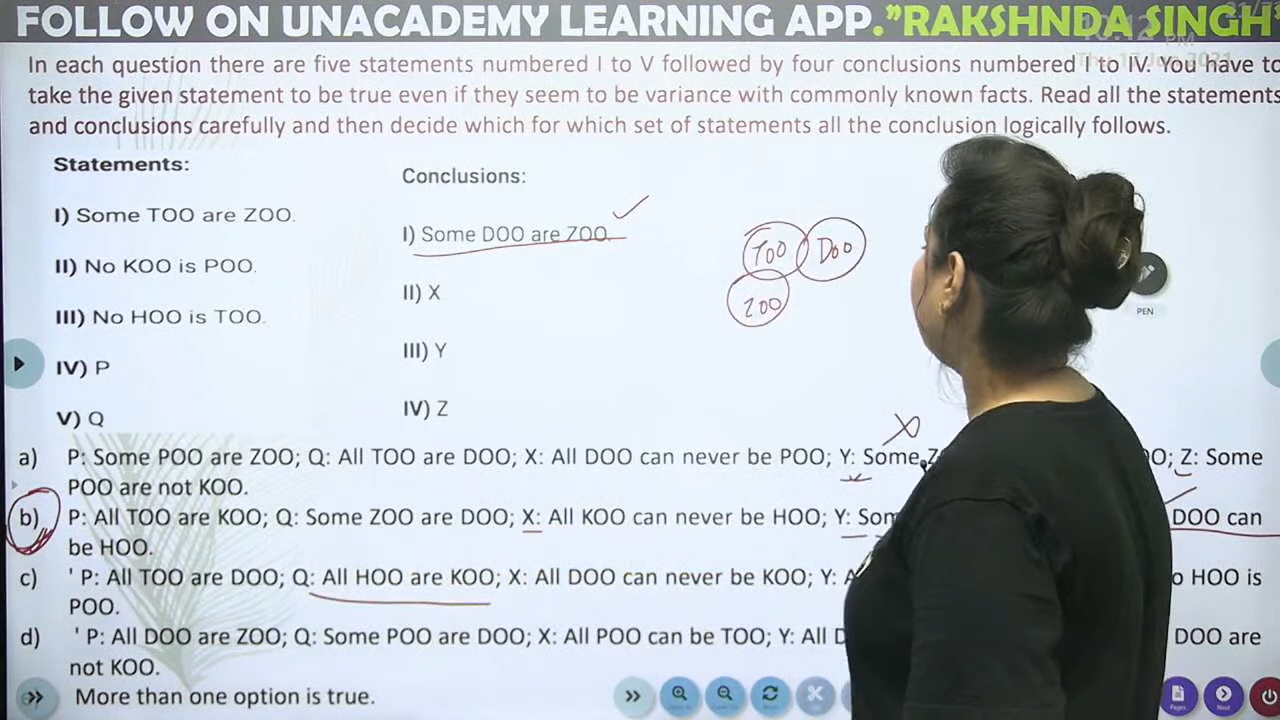 FOLLOW ON UNACADEMY LEARNING APP."RAKSHNDA SINGH"
In each question there are five statements numbered I to V followed by four conclusions numbered I to IV. You have to
take the given statement to be true even if they seem to be variance with commonly known facts. Read all the statements
and conclusions carefully and then decide which for which set of statements all the conclusion logically follows.
Statements:
Conclusions:
I) Some TOO are ZOO.
I) Some DOO are ZOO.
II) No KOO is POO.
II) X
III) No HOO is TOO.
III) Y
IV) P
IV) Z
V) Q
TOO DOO
ZOO
PEN
a) P: Some POO are ZOO; Q: All TOO are DOO; X: All DOO can never be POO; Y: Some Z O; Z: Some
POO are not KOO.
b) P: All TOO are KOO; Q: Some ZOO are DOO; X: All KOO can never be HOO; Y: Som DOO can
be HOO.
c) ' P: All TOO are DOO; Q: All HOO are KOO; X: All DOO can never be KOO; Y: A o HOO is
POO.
d) ' P: All DOO are ZOO; Q: Some POO are DOO; X: All POO can be TOO; Y: All D DOO are
not KOO.
More than one option is true.
Pages
Next